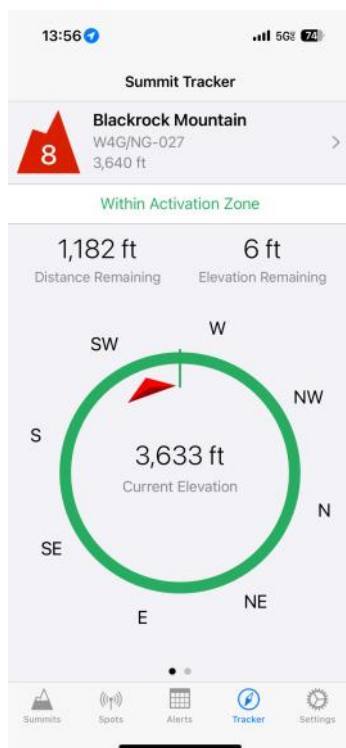 13:56
5G 74
Summit Tracker
Blackrock Mountain
W4G/NG-027
8
3,640 ft
Within Activation Zone
1,182 ft 6 ft
Distance Remaining Elevation Remaining
W
SW
NW
S
3,633 ft
Current Elevation
N
SE
NE
E
Summits Spots Alerts Tracker Settings